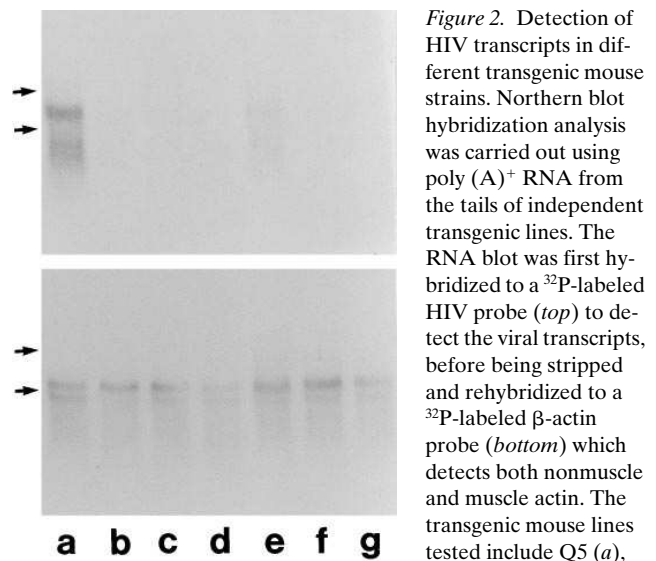 Figure 2. Detection of
HIV transcripts in dif-
ferent transgenic mouse
strains. Northern blot
hybridization analysis
was carried out using
poly (A)+ RNA from
the tails of independent
transgenic lines. The
RNA blot was first hy-
bridized to a 32P-labeled
HIV probe (top) to de-
tect the viral transcripts,
before being stripped
and rehybridized to a
32P-labeled β-actin
probe (bottom) which
detects both nonmuscle
and muscle actin. The
transgenic mouse lines
tested include Q5 (a),
a b c d e f g